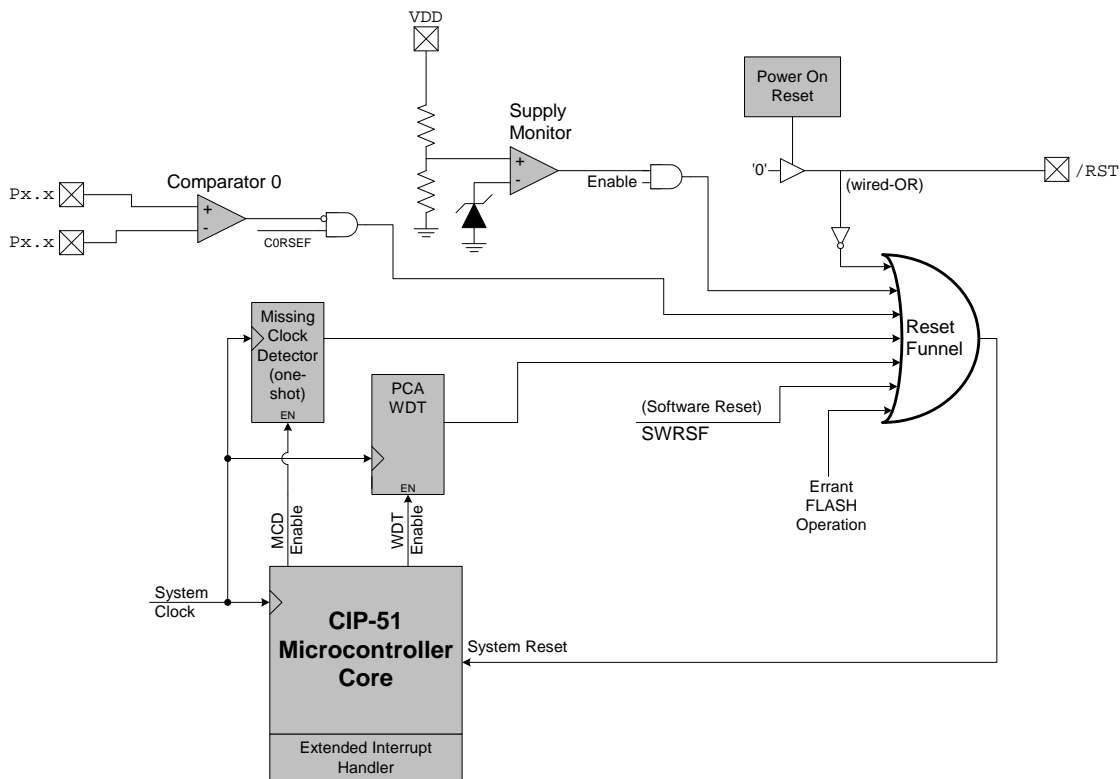 VDD
Power On
Reset
Supply
Monitor
+
-
Enable
'0'
(wired-OR)
/RST
Comparator 0
Px.x
Px.x
+
-
C0RSEF
Missing
Clock
Detector
(one-
shot)
EN
PCA
WDT
EN
Reset
Funnel
(Software Reset)
SWRSF
Errant
FLASH
Operation
MCD
Enable
WDT
Enable
System
Clock
CIP-51
Microcontroller
Core
System Reset
Extended Interrupt
Handler